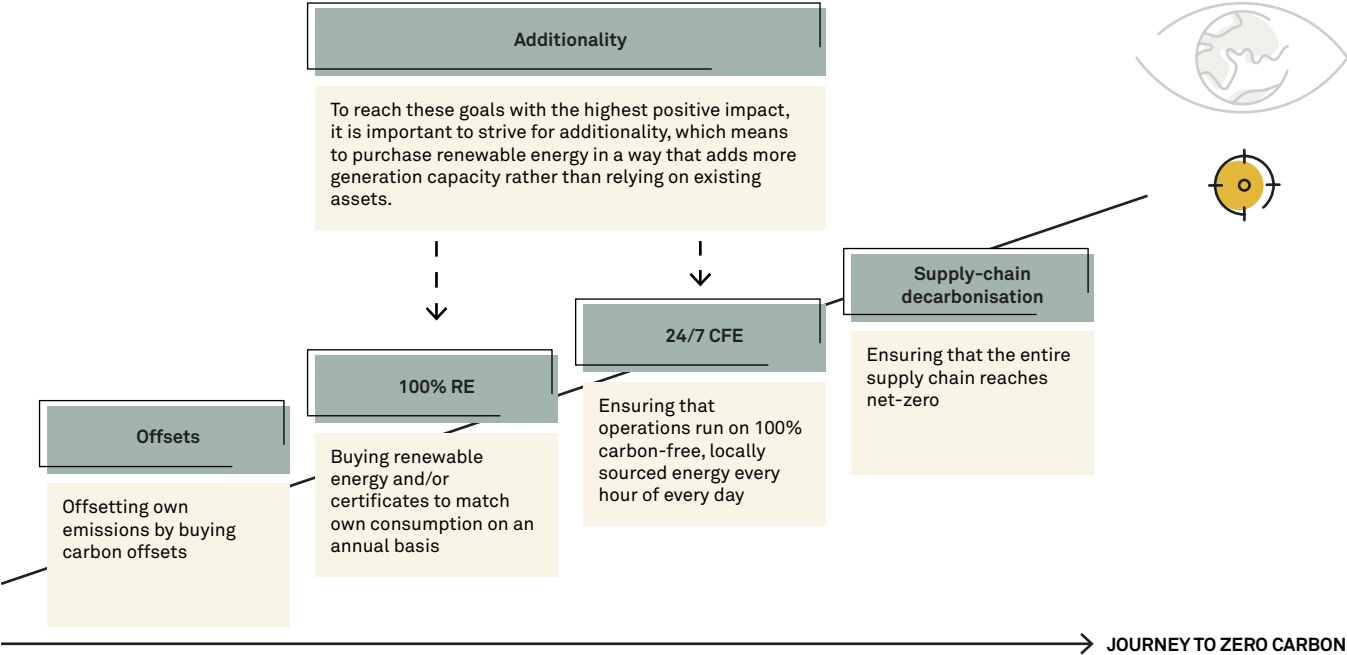 Additionality
To reach these goals with the highest positive impact,
it is important to strive for additionality, which means
to purchase renewable energy in a way that adds more
generation capacity rather than relying on existing
assets.
Offsets
Offsetting own
emissions by buying
carbon offsets
100% RE
Buying renewable
energy and/or
certificates to match
own consumption on an
annual basis
24/7 CFE
Ensuring that
operations run on 100%
carbon-free, locally
sourced energy every
hour of every day
Supply-chain
decarbonisation
Ensuring that the entire
supply chain reaches
net-zero
JOURNEY TO ZERO CARBON